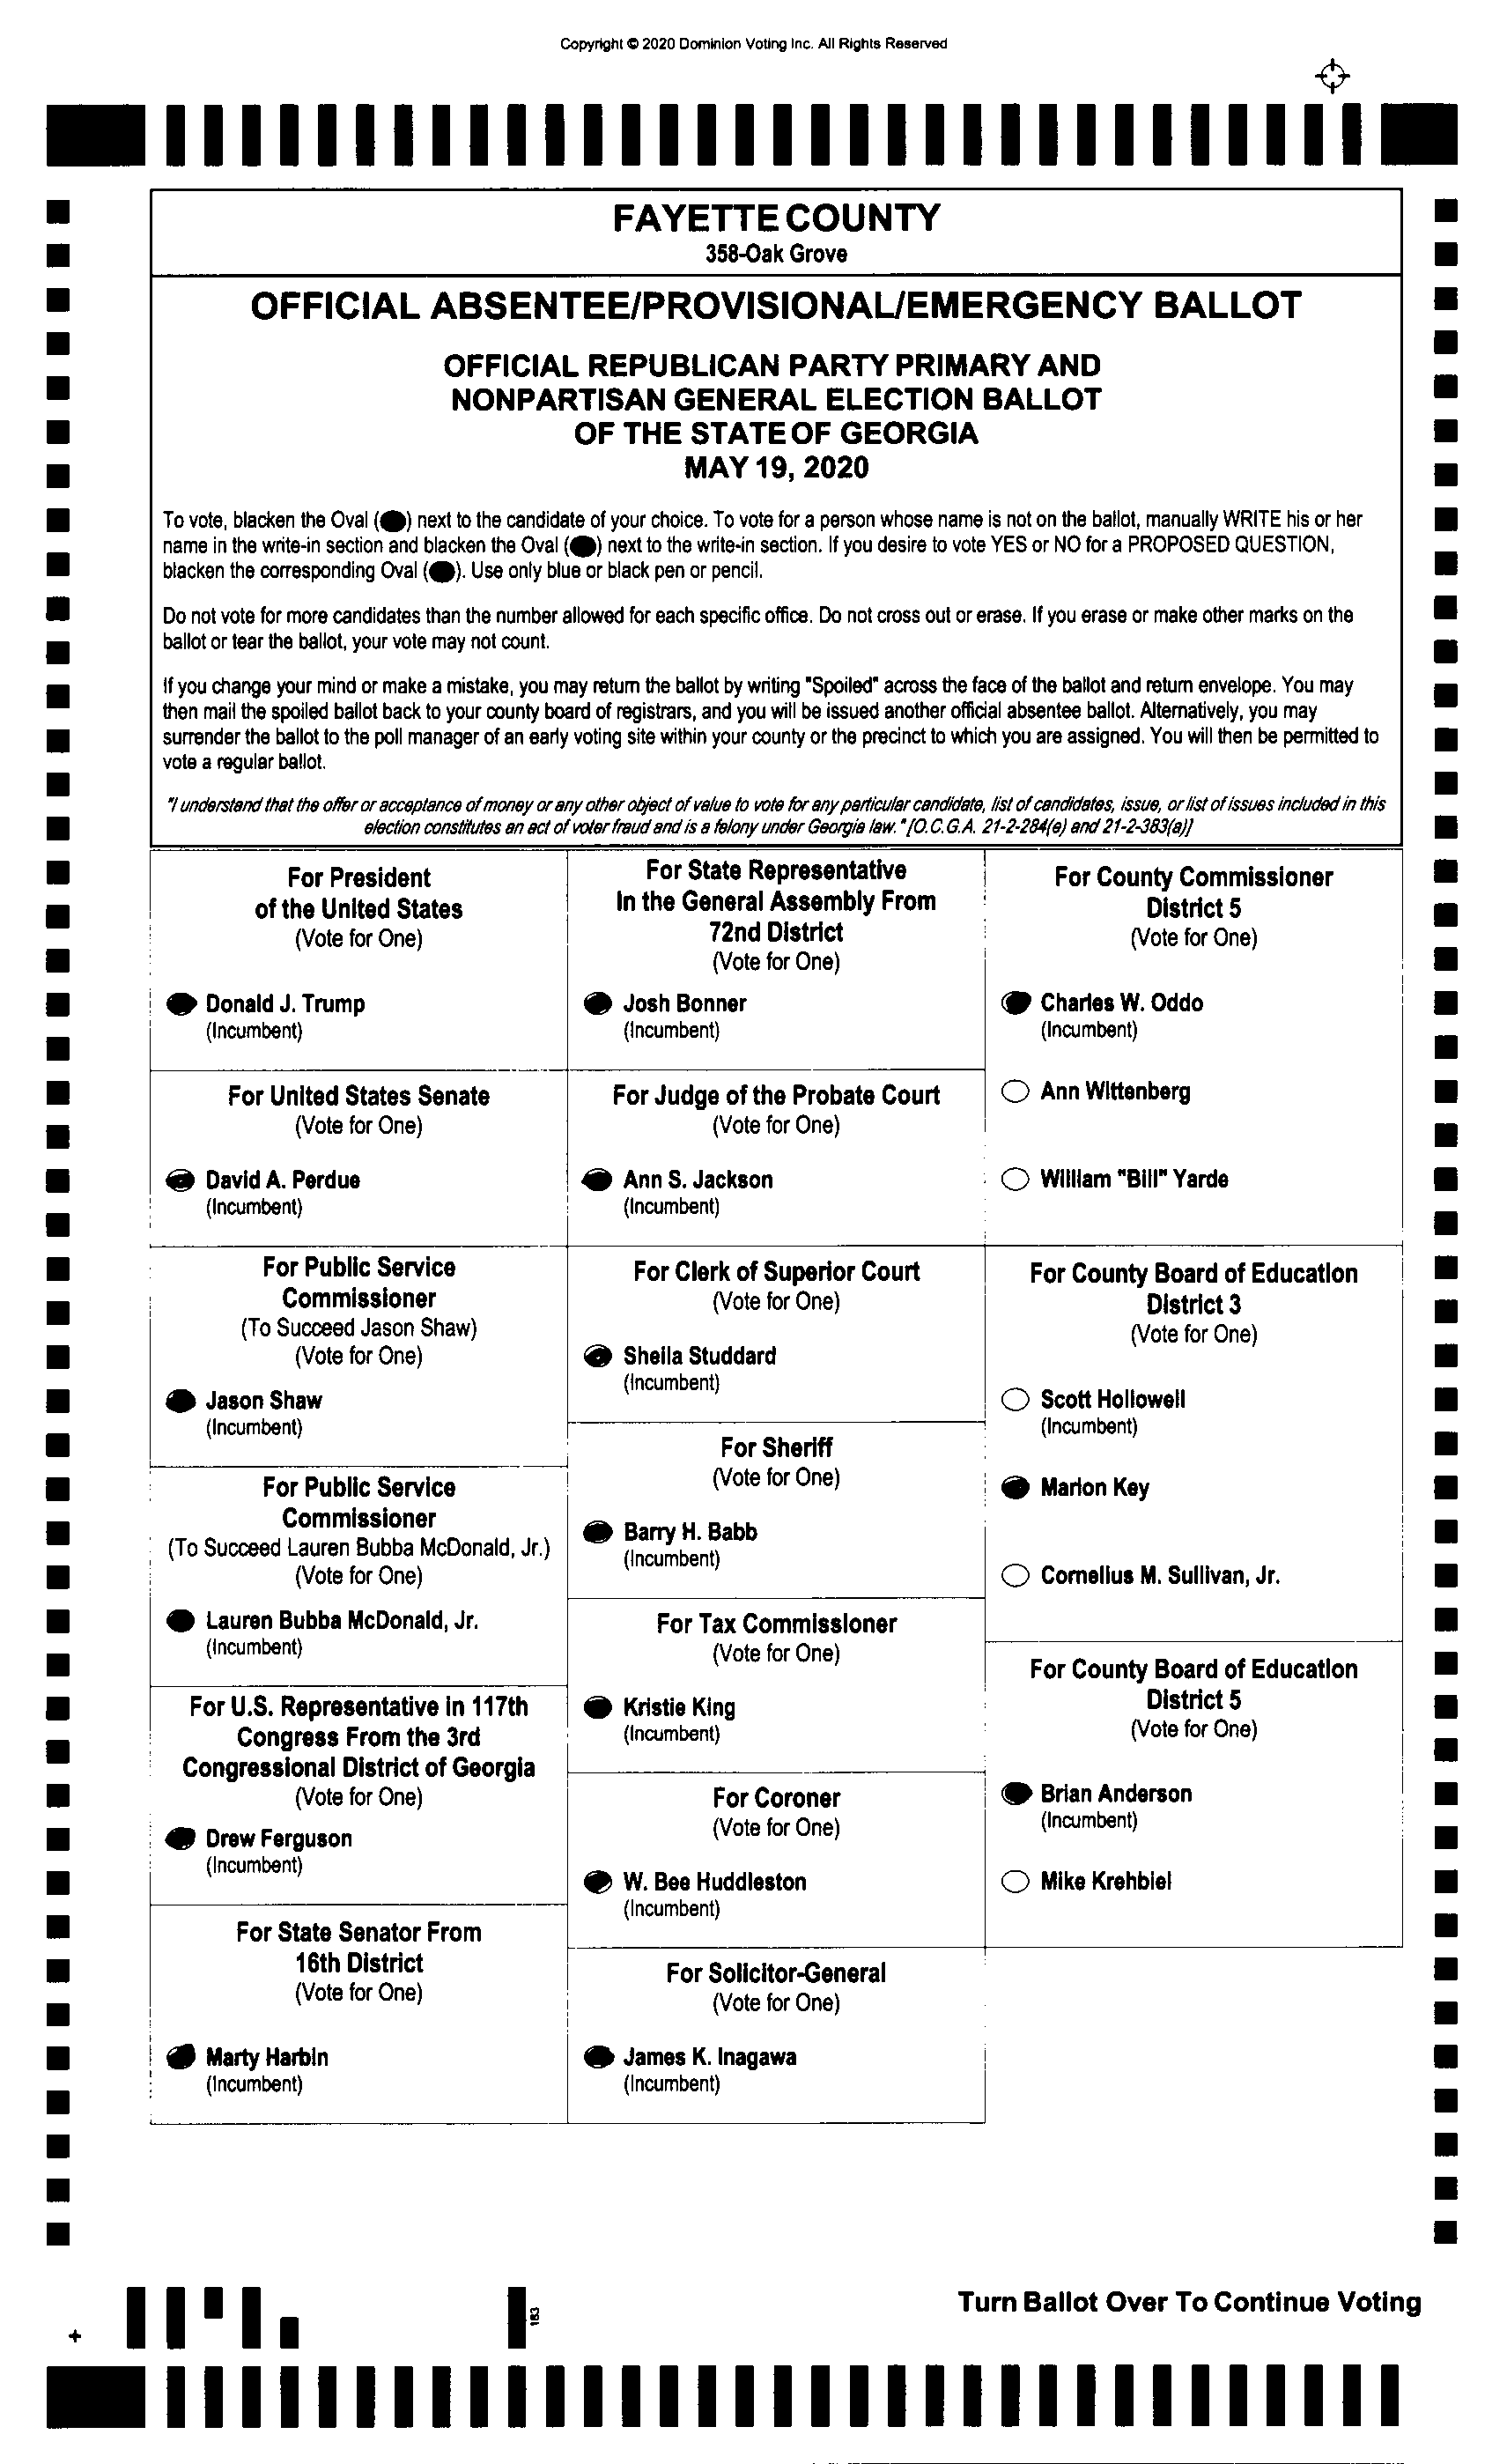 Copyright © 2020 Dominion Voting Inc. All Rights Reserved
FAYETTE COUNTY
358-Oak Grove
OFFICIAL ABSENTEE/PROVISIONAL/EMERGENCY BALLOT
OFFICIAL REPUBLICAN PARTY PRIMARY AND
NONPARTISAN GENERAL ELECTION BALLOT
OF THE STATE OF GEORGIA
MAY 19, 2020
To vote, blacken the Oval (⬬) next to the candidate of your choice. To vote for a person whose name is not on the ballot, manually WRITE his or her
name in the write-in section and blacken the Oval (⬬) next to the write-in section. If you desire to vote YES or NO for a PROPOSED QUESTION,
blacken the corresponding Oval (⬬). Use only blue or black pen or pencil.
Do not vote for more candidates than the number allowed for each specific office. Do not cross out or erase. If you erase or make other marks on the
ballot or tear the ballot, your vote may not count.
If you change your mind or make a mistake, you may return the ballot by writing "Spoiled" across the face of the ballot and return envelope. You may
then mail the spoiled ballot back to your county board of registrars, and you will be issued another official absentee ballot. Alternatively, you may
surrender the ballot to the poll manager of an early voting site within your county or the precinct to which you are assigned. You will then be permitted to
vote a regular ballot.
"I understand that the offer or acceptance of money or any other object of value to vote for any particular candidate, list of candidates, issue, or list of issues included in this
election constitutes an act of voter fraud and is a felony under Georgia law." [O.C.G.A. 21-2-284(e) and 21-2-383(a)]
For President
of the United States
(Vote for One)
Donald J. Trump
(Incumbent)
For United States Senate
(Vote for One)
David A. Perdue
(Incumbent)
For Public Service
Commissioner
(To Succeed Jason Shaw)
(Vote for One)
Jason Shaw
(Incumbent)
For Public Service
Commissioner
(To Succeed Lauren Bubba McDonald, Jr.)
(Vote for One)
Lauren Bubba McDonald, Jr.
(Incumbent)
For U.S. Representative in 117th
Congress From the 3rd
Congressional District of Georgia
(Vote for One)
Drew Ferguson
(Incumbent)
For State Senator From
16th District
(Vote for One)
Marty Harbin
(Incumbent)
For State Representative
In the General Assembly From
72nd District
(Vote for One)
Josh Bonner
(Incumbent)
For Judge of the Probate Court
(Vote for One)
Ann S. Jackson
(Incumbent)
For Clerk of Superior Court
(Vote for One)
Sheila Studdard
(Incumbent)
For Sheriff
(Vote for One)
Barry H. Babb
(Incumbent)
For Tax Commissioner
(Vote for One)
Kristie King
(Incumbent)
For Coroner
(Vote for One)
W. Bee Huddleston
(Incumbent)
For Solicitor-General
(Vote for One)
James K. Inagawa
(Incumbent)
For County Commissioner
District 5
(Vote for One)
Charles W. Oddo
(Incumbent)
Ann Wittenberg
William "Bill" Yarde
For County Board of Education
District 3
(Vote for One)
Scott Hollowell
(Incumbent)
Marion Key
Cornelius M. Sullivan, Jr.
For County Board of Education
District 5
(Vote for One)
Brian Anderson
(Incumbent)
Mike Krehbiel
183
Turn Ballot Over To Continue Voting